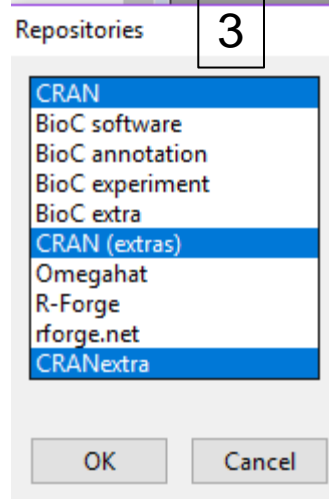 Repositories
3
CRAN
BioC software
BioC annotation
BioC experiment
BioC extra
CRAN (extras)
Omegahat
R-Forge
rforge.net
CRANextra
OK Cancel